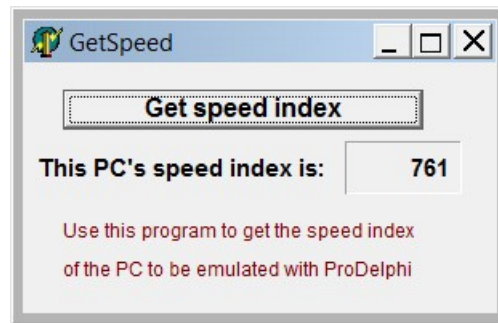 GetSpeed
Get speed index
This PC's speed index is: 761
Use this program to get the speed index
of the PC to be emulated with ProDelphi